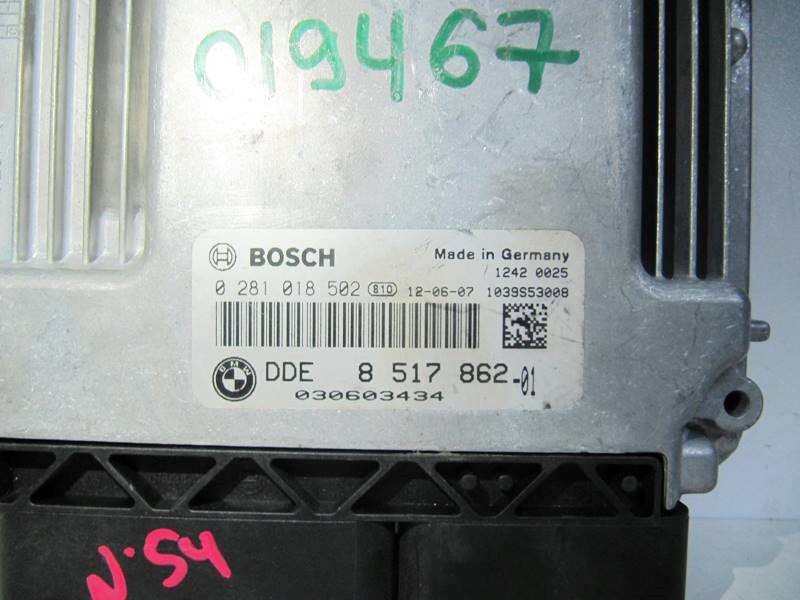 019467
BOSCH Made in Germany
1242 0025
0 281 018 502 810 12-06-07 1039S53008
BMW DDE 8 517 862-01
030603434
N·54